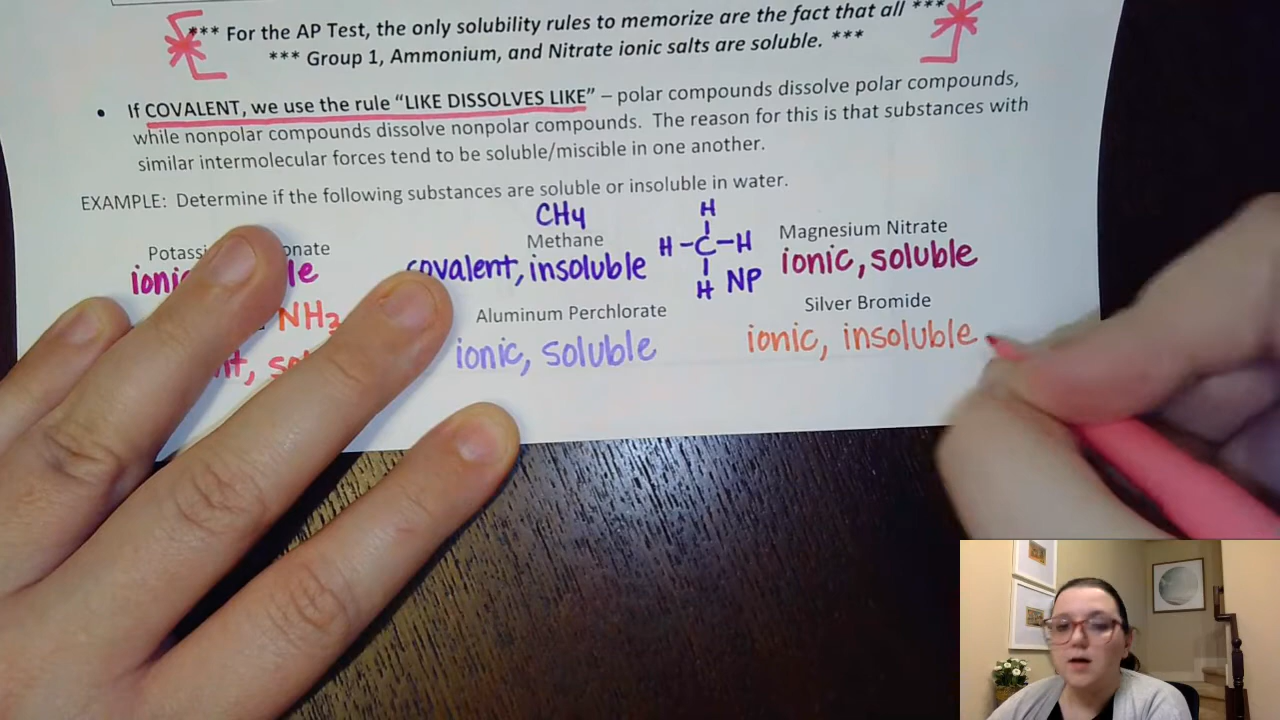 *** For the AP Test, the only solubility rules to memorize are the fact that all ***
*** Group 1, Ammonium, and Nitrate ionic salts are soluble. ***
• If COVALENT, we use the rule “LIKE DISSOLVES LIKE” – polar compounds dissolve polar compounds,
while nonpolar compounds dissolve nonpolar compounds. The reason for this is that substances with
similar intermolecular forces tend to be soluble/miscible in one another.
EXAMPLE: Determine if the following substances are soluble or insoluble in water.
CH4
Methane
covalent, insoluble
H
H-C-H
H NP
Magnesium Nitrate
ionic, soluble
NH3
Aluminum Perchlorate
ionic, soluble
Silver Bromide
ionic, insoluble